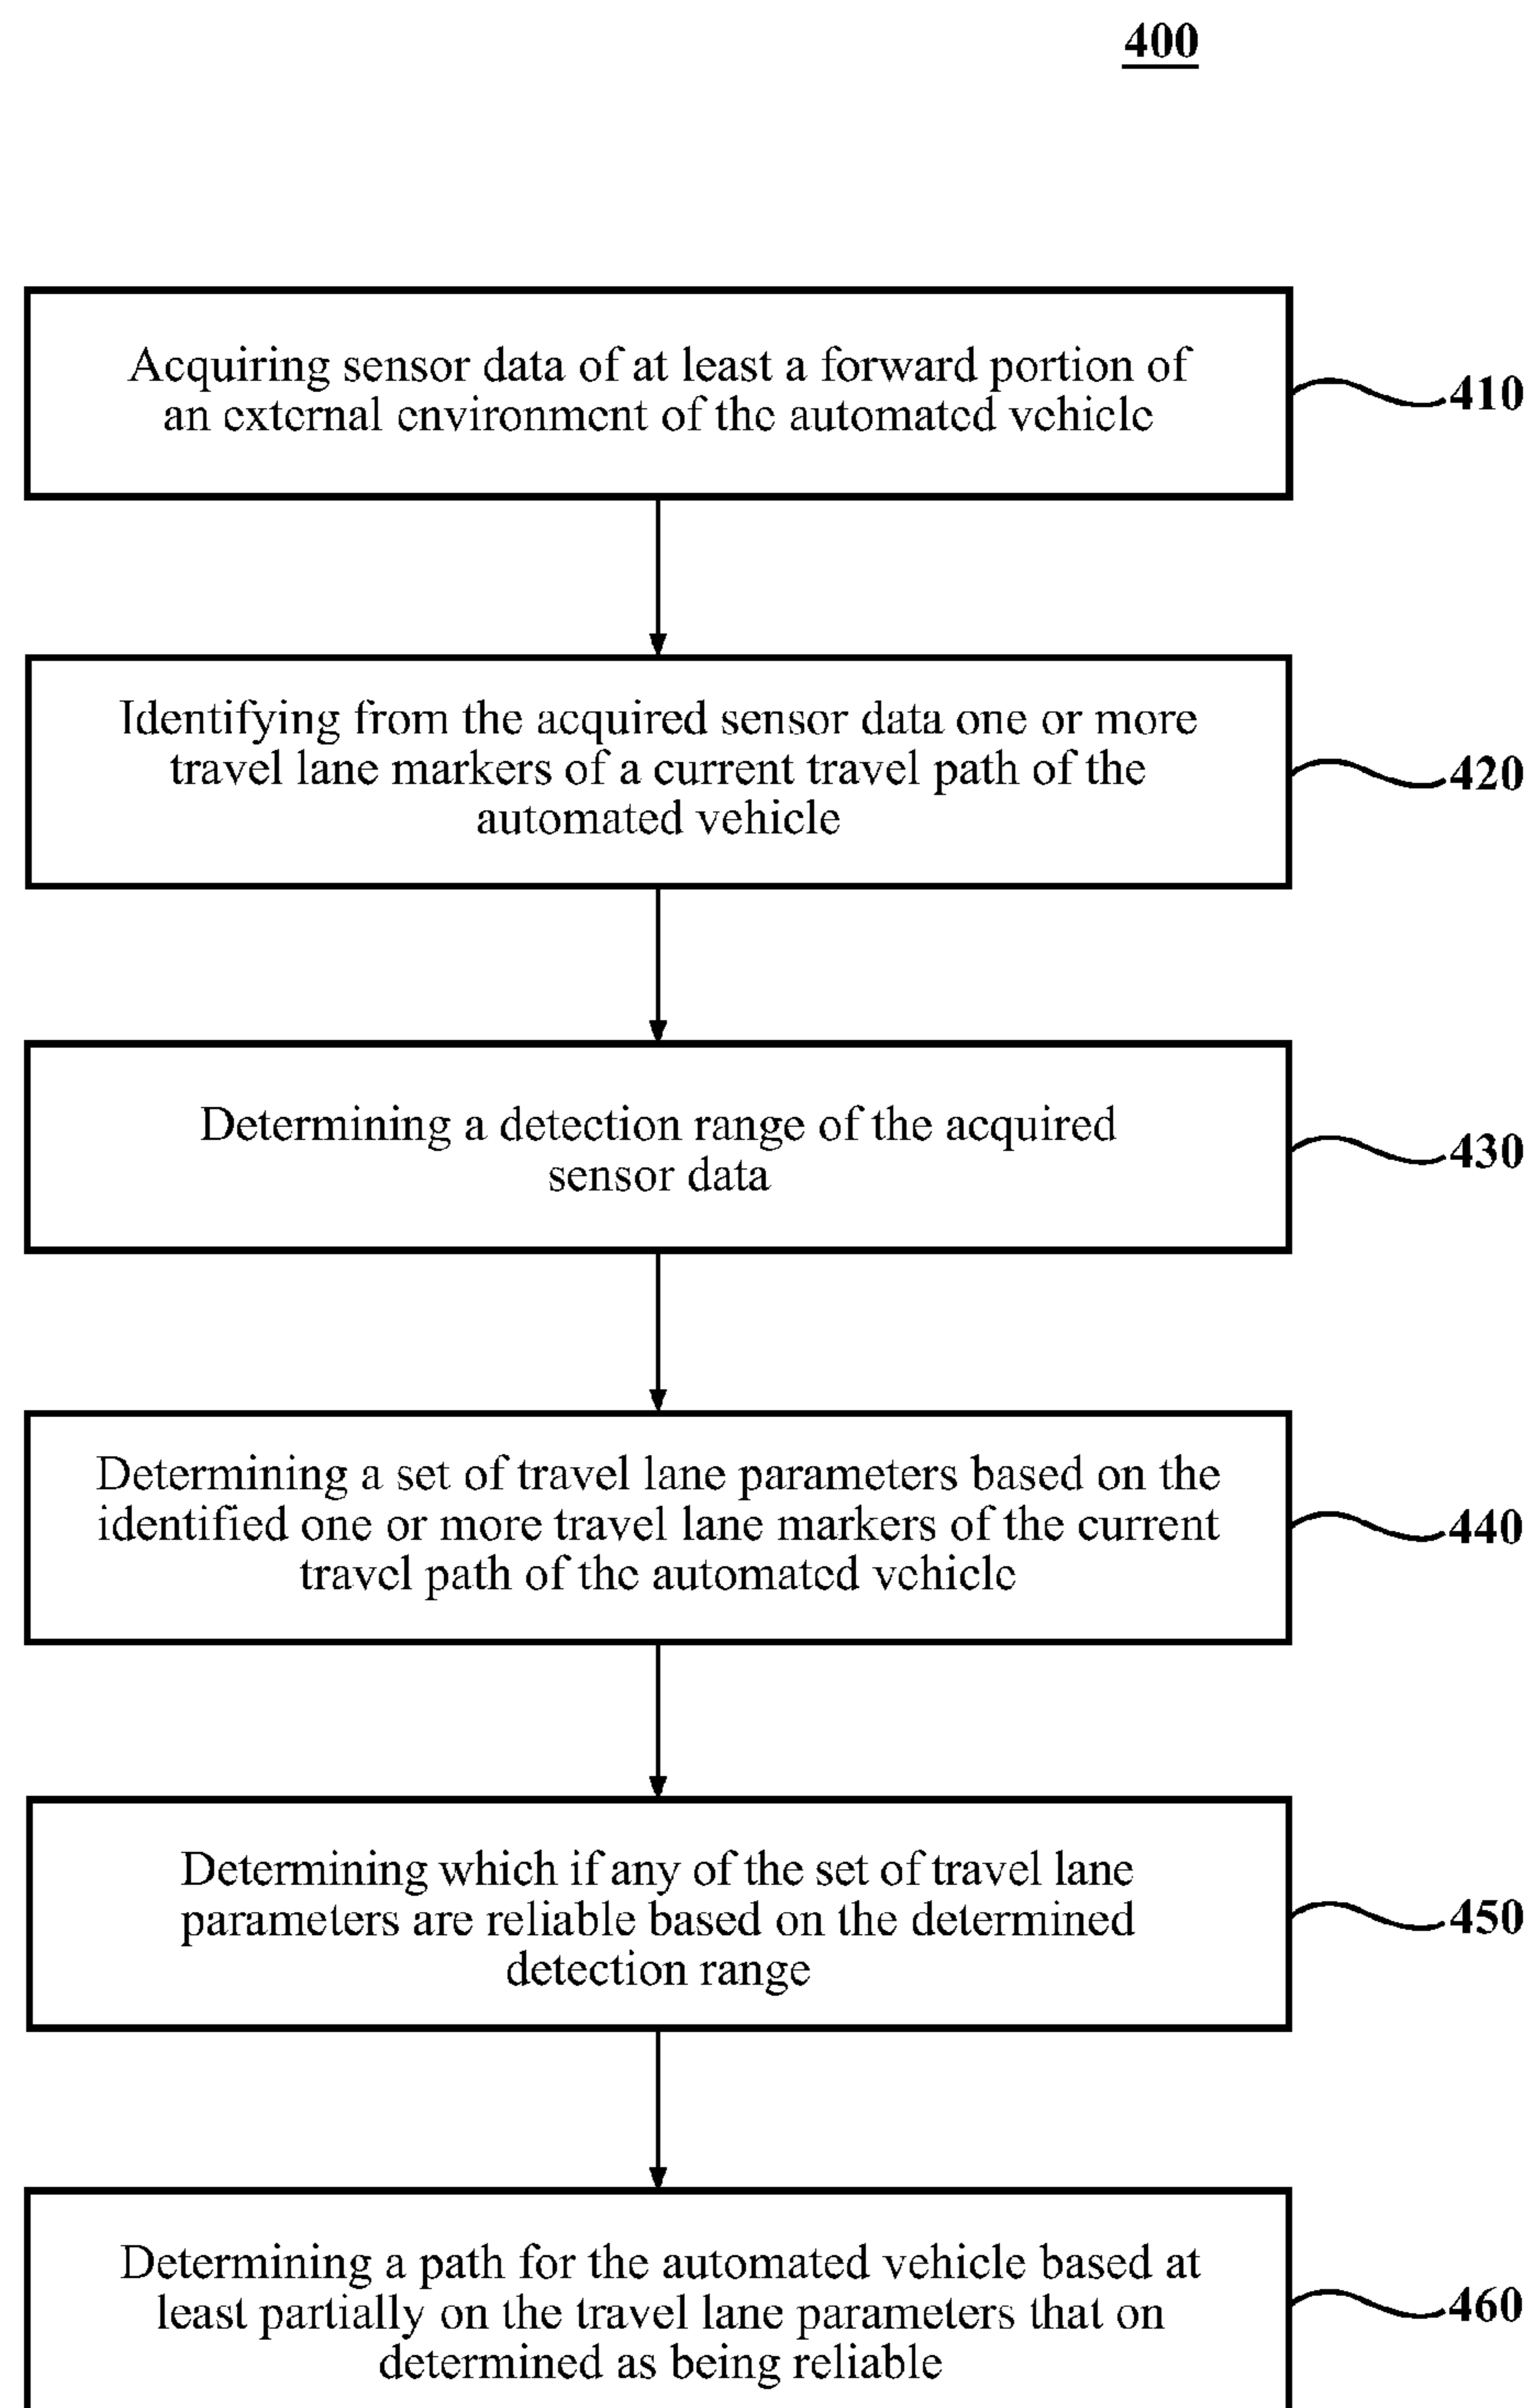 400
Acquiring sensor data of at least a forward portion of
an external environment of the automated vehicle
410
Identifying from the acquired sensor data one or more
travel lane markers of a current travel path of the
automated vehicle
420
Determining a detection range of the acquired
sensor data
430
Determining a set of travel lane parameters based on the
identified one or more travel lane markers of the current
travel path of the automated vehicle
440
Determining which if any of the set of travel lane
parameters are reliable based on the determined
detection range
450
Determining a path for the automated vehicle based at
least partially on the travel lane parameters that on
determined as being reliable
460